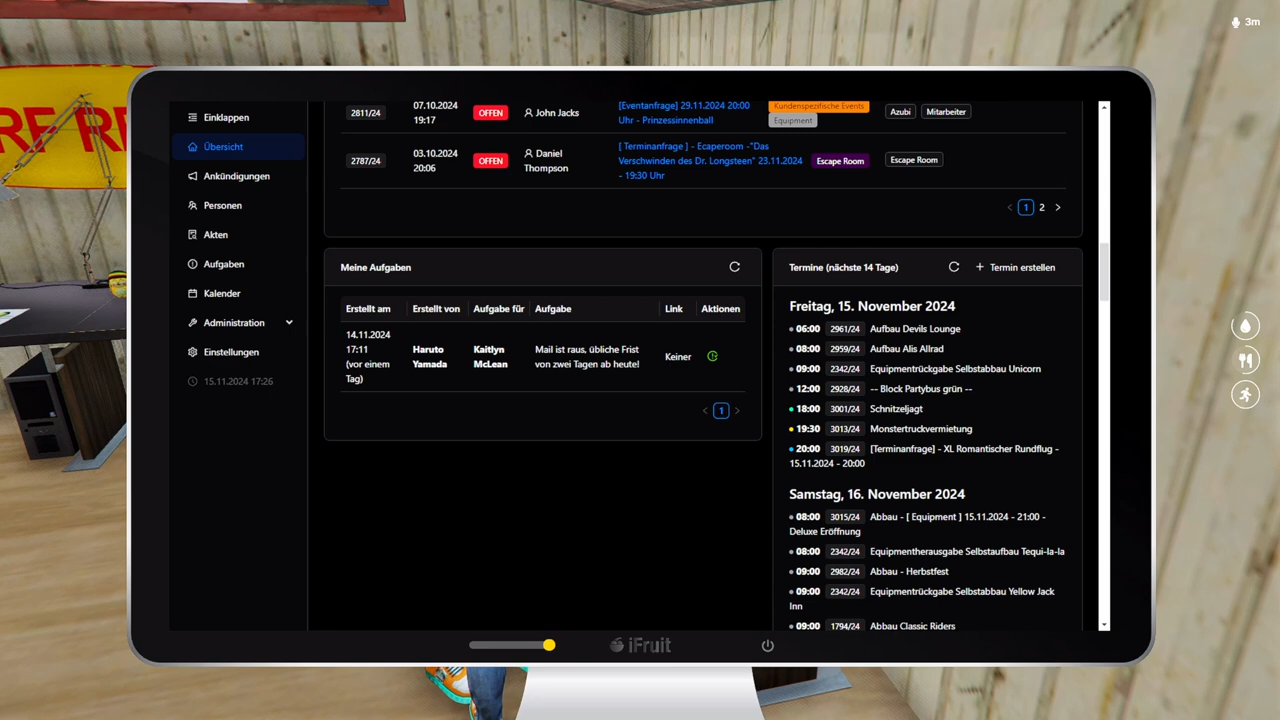 3m
RF RF
Einklappen
Übersicht
Ankündigungen
Personen
Akten
Aufgaben
Kalender
Administration
Einstellungen
15.11.2024 17:26
2811/24
07.10.2024
19:17
OFFEN
John Jacks
[Eventanfrage] 29.11.2024 20:00
Uhr - Prinzessinnenball
Kundenspezifische Events
Equipment
Azubi
Mitarbeiter
2787/24
03.10.2024
20:06
OFFEN
Daniel
Thompson
[ Terminanfrage ] - Ecaperoom -"Das
Verschwinden des Dr. Longsteen" 23.11.2024
- 19:30 Uhr
Escape Room
Escape Room
1 2
Meine Aufgaben
Erstellt am Erstellt von Aufgabe für Aufgabe Link Aktionen
14.11.2024
17:11
(vor einem
Tag)
Haruto
Yamada
Kaitlyn
McLean
Mail ist raus, übliche Frist
von zwei Tagen ab heute!
Keiner
1
Termine (nächste 14 Tage)
+ Termin erstellen
Freitag, 15. November 2024
06:00 2961/24 Aufbau Devils Lounge
08:00 2959/24 Aufbau Alis Allrad
09:00 2342/24 Equipmentrückgabe Selbstabbau Unicorn
12:00 2928/24 -- Block Partybus grün --
18:00 3001/24 Schnitzeljagt
19:30 3013/24 Monstertruckvermietung
20:00 3019/24 [Terminanfrage] - XL Romantischer Rundflug -
15.11.2024 - 20:00
Samstag, 16. November 2024
08:00 3015/24 Abbau - [ Equipment ] 15.11.2024 - 21:00 -
Deluxe Eröffnung
08:00 2342/24 Equipmentherausgabe Selbstaufbau Tequi-la-la
09:00 2982/24 Abbau - Herbstfest
09:00 2342/24 Equipmentrückgabe Selbstabbau Yellow Jack
Inn
09:00 1794/24 Abbau Classic Riders
iFruit